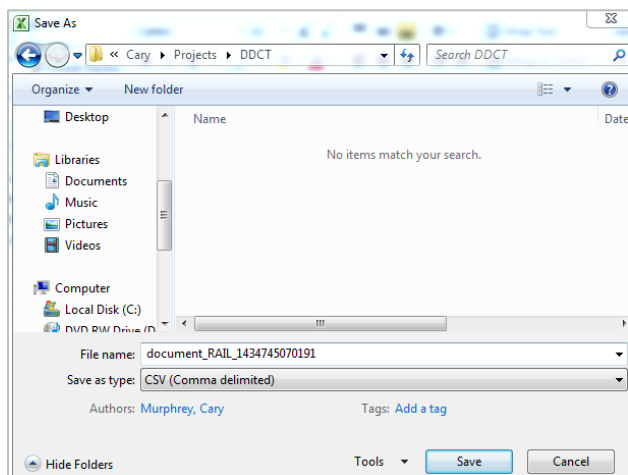 Save As
« Cary ▸ Projects ▸ DDCT
Search DDCT
Organize
New folder
Desktop
Libraries
Documents
Music
Pictures
Videos
Computer
Local Disk (C:)
DVD RW Drive (D
Name
Date
No items match your search.
File name: document_RAIL_1434745070191
Save as type: CSV (Comma delimited)
Authors: Murphrey, Cary
Tags: Add a tag
Hide Folders
Tools
Save
Cancel